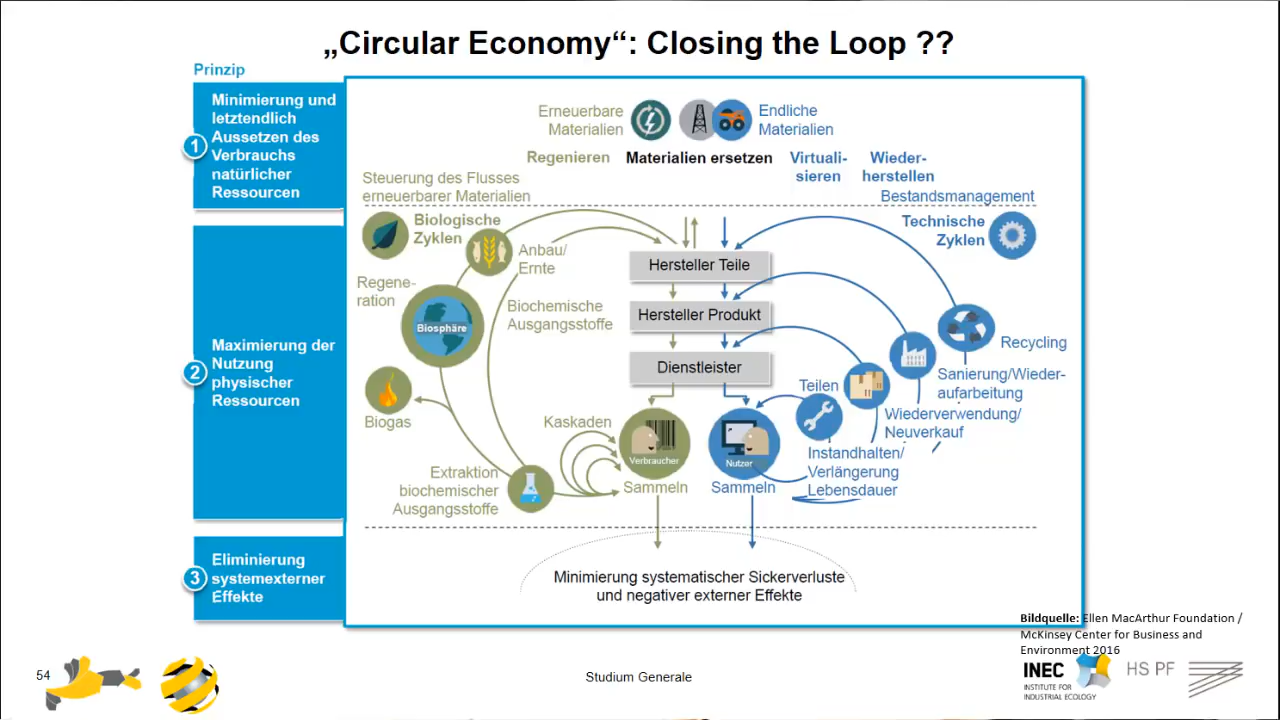 „Circular Economy“: Closing the Loop ??
Prinzip
1
Minimierung und
letztendlich
Aussetzen des
Verbrauchs
natürlicher
Ressourcen
2
Maximierung der
Nutzung
physischer
Ressourcen
3
Eliminierung
systemexterner
Effekte
Erneuerbare
Materialien
Endliche
Materialien
Regenieren
Materialien ersetzen
Virtuali-
sieren
Wieder-
herstellen
Steuerung des Flusses
erneuerbarer Materialien
Bestandsmanagement
Biologische
Zyklen
Technische
Zyklen
Anbau/
Ernte
Regene-
ration
Biosphäre
Biochemische
Ausgangsstoffe
Biogas
Extraktion
biochemischer
Ausgangsstoffe
Hersteller Teile
Hersteller Produkt
Dienstleister
Kaskaden
Verbraucher
Sammeln
Nutzer
Sammeln
Teilen
Instandhalten/
Verlängerung
Lebensdauer
Wiederverwendung/
Neuverkauf
Sanierung/Wieder-
aufarbeitung
Recycling
Minimierung systematischer Sickerverluste
und negativer externer Effekte
Bildquelle: Ellen MacArthur Foundation /
McKinsey Center for Business and
Environment 2016
54
Studium Generale
INEC
INSTITUTE FOR
INDUSTRIAL ECOLOGY
HS PF